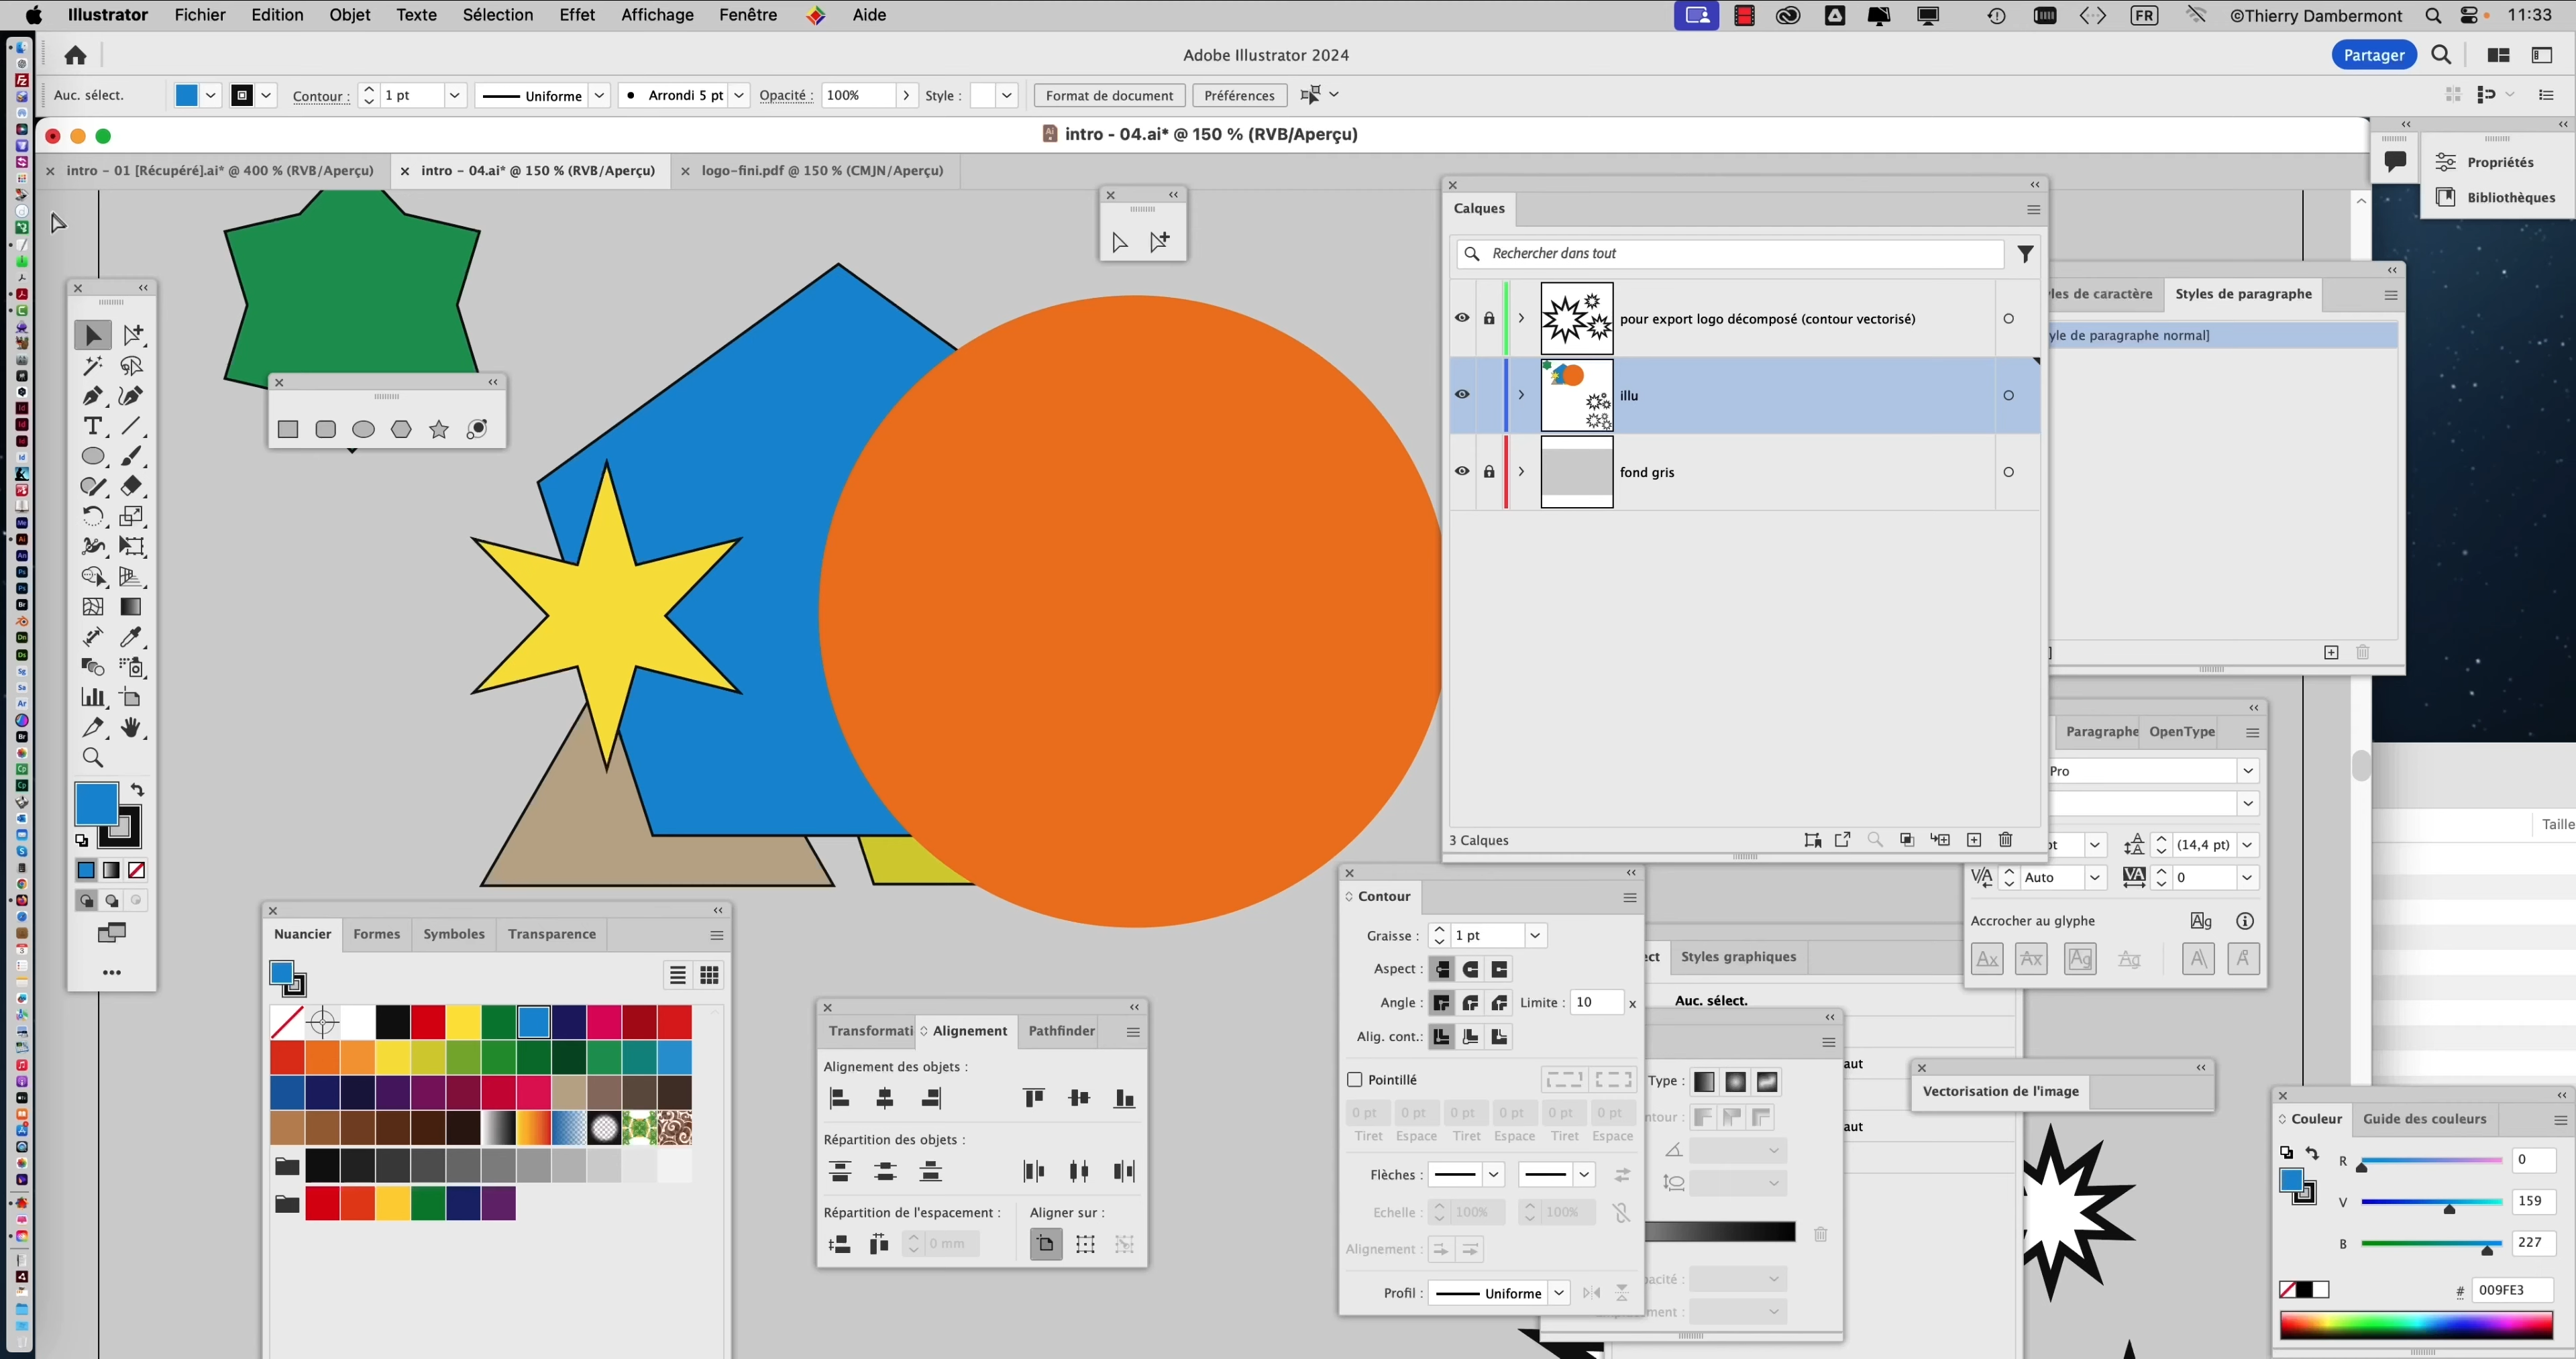 Illustrator Fichier Edition Objet Texte Sélection Effet Affichage Fenêtre Aide FR ©Thierry Dambermont 11:33
Adobe Illustrator 2024
Partager
Auc. sélect. Contour : 1 pt Uniforme Arrondi 5 pt Opacité : 100% Style : Format de document Préférences
intro - 04.ai* @ 150 % (RVB/Aperçu)
intro - 01 [Récupéré].ai* @ 400 % (RVB/Aperçu) intro - 04.ai* @ 150 % (RVB/Aperçu) logo-fini.pdf @ 150 % (CMJN/Aperçu)
Propriétés
Bibliothèques
Calques
Rechercher dans tout
pour export logo décomposé (contour vectorisé)
illu
fond gris
3 Calques
les de caractère Styles de paragraphe
yle de paragraphe normal]
Paragraphe OpenType
Pro
pt (14,4 pt)
Auto 0
Accrocher au glyphe
Taille
Nuancier Formes Symboles Transparence
Transformati Alignement Pathfinder
Alignement des objets :
Répartition des objets :
Répartition de l'espacement : Aligner sur :
0 mm
Contour
Graisse : 1 pt
Aspect :
Angle : Limite : 10 x
Alig. cont.:
Pointillé
0 pt 0 pt 0 pt 0 pt 0 pt 0 pt
Tiret Espace Tiret Espace Tiret Espace
Flèches :
Echelle : 100% 100%
Alignement :
Profil : Uniforme
ect Styles graphiques
Auc. sélect.
aut
aut
Type :
ntour :
pacité :
ment :
Vectorisation de l'image
Couleur Guide des couleurs
R 0
V 159
B 227
# 009FE3